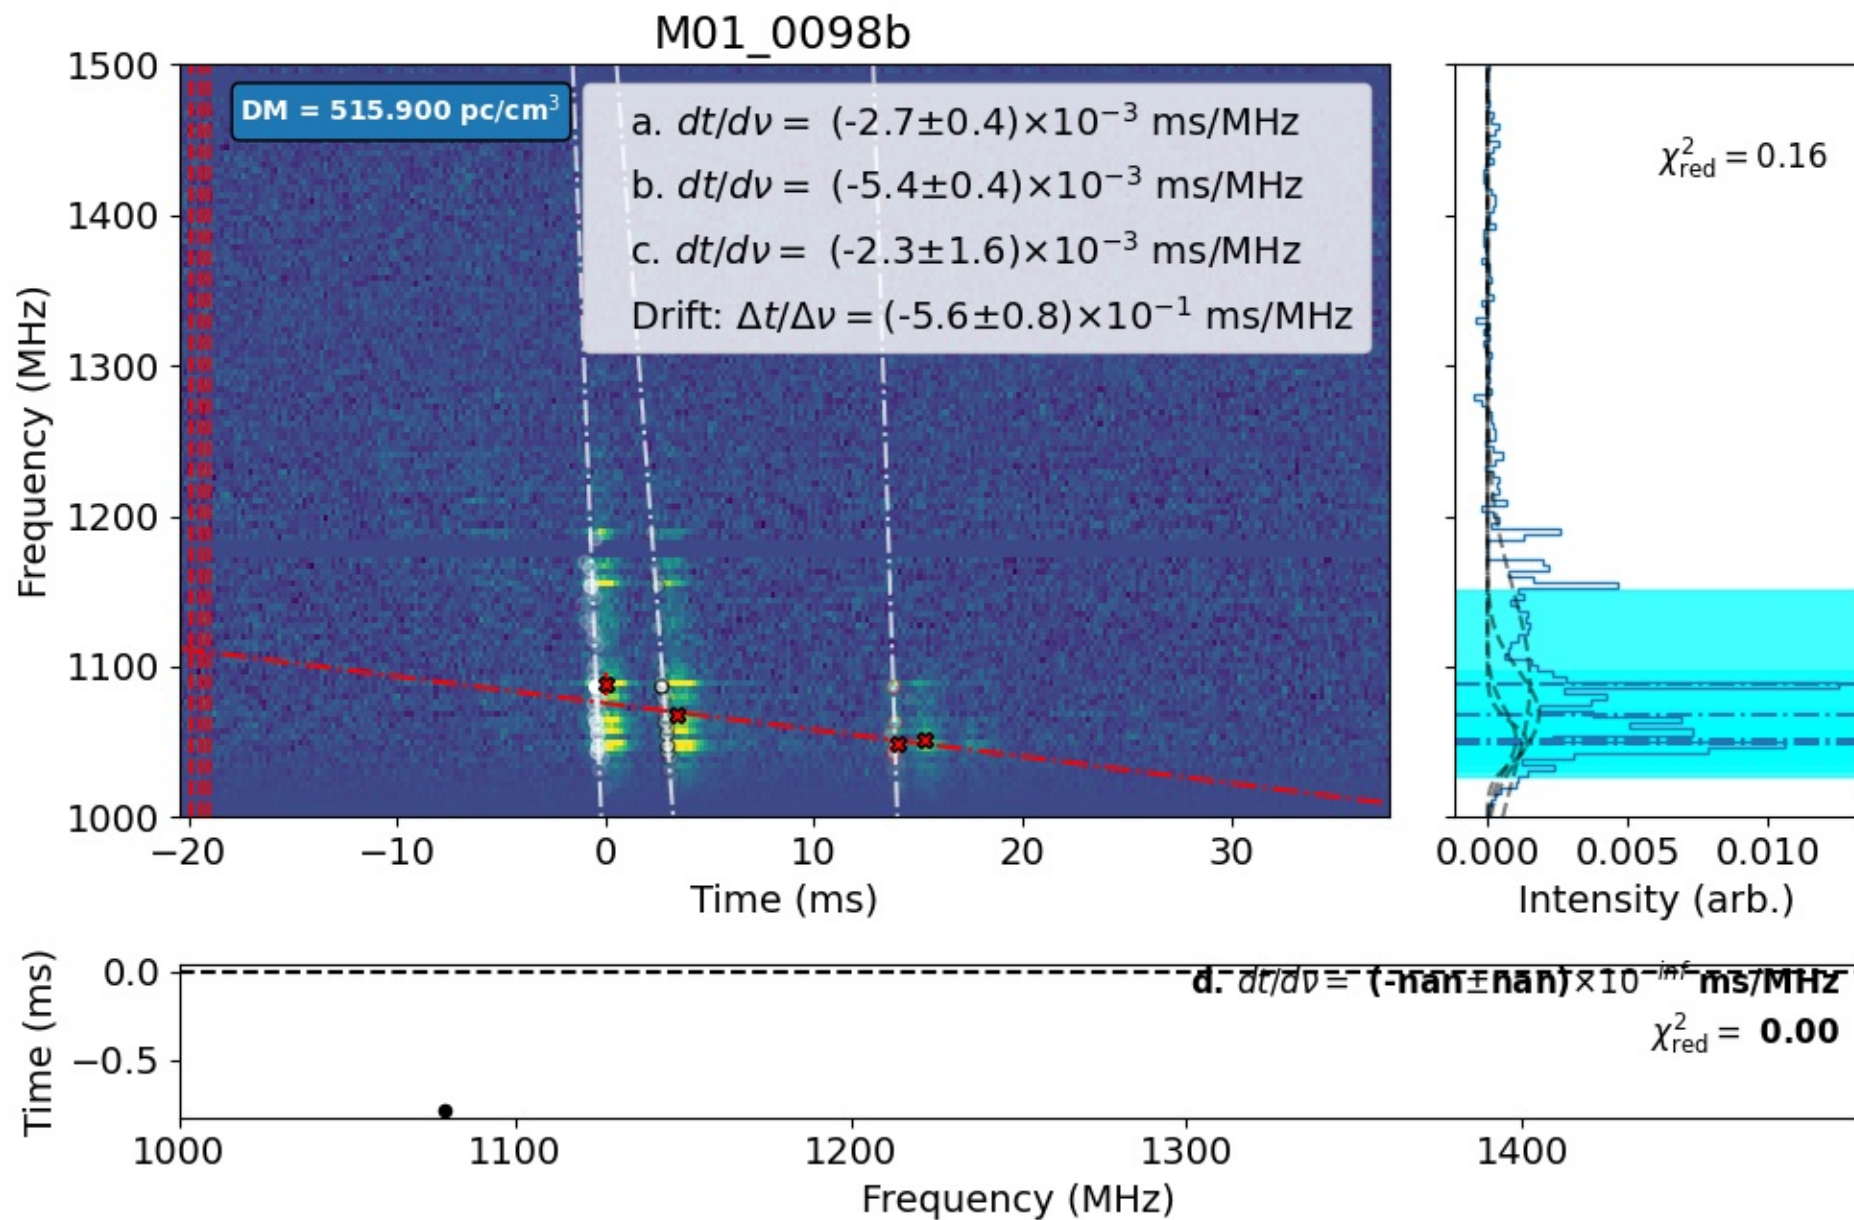 M01_0098b
DM = 515.900 pc/cm³
a. dt/dν = (-2.7±0.4)×10⁻³ ms/MHz
b. dt/dν = (-5.4±0.4)×10⁻³ ms/MHz
c. dt/dν = (-2.3±1.6)×10⁻³ ms/MHz
Drift: Δt/Δν = (-5.6±0.8)×10⁻¹ ms/MHz
Frequency (MHz)
1500
1400
1300
1200
1100
1000
−20 −10 0 10 20 30
Time (ms)
χ²red = 0.16
0.000 0.005 0.010
Intensity (arb.)
Time (ms)
0.0
−0.5
d. dt/dν = (-nan±nan)×10⁻ⁱⁿᶠ ms/MHz
χ²red = 0.00
1000 1100 1200 1300 1400
Frequency (MHz)